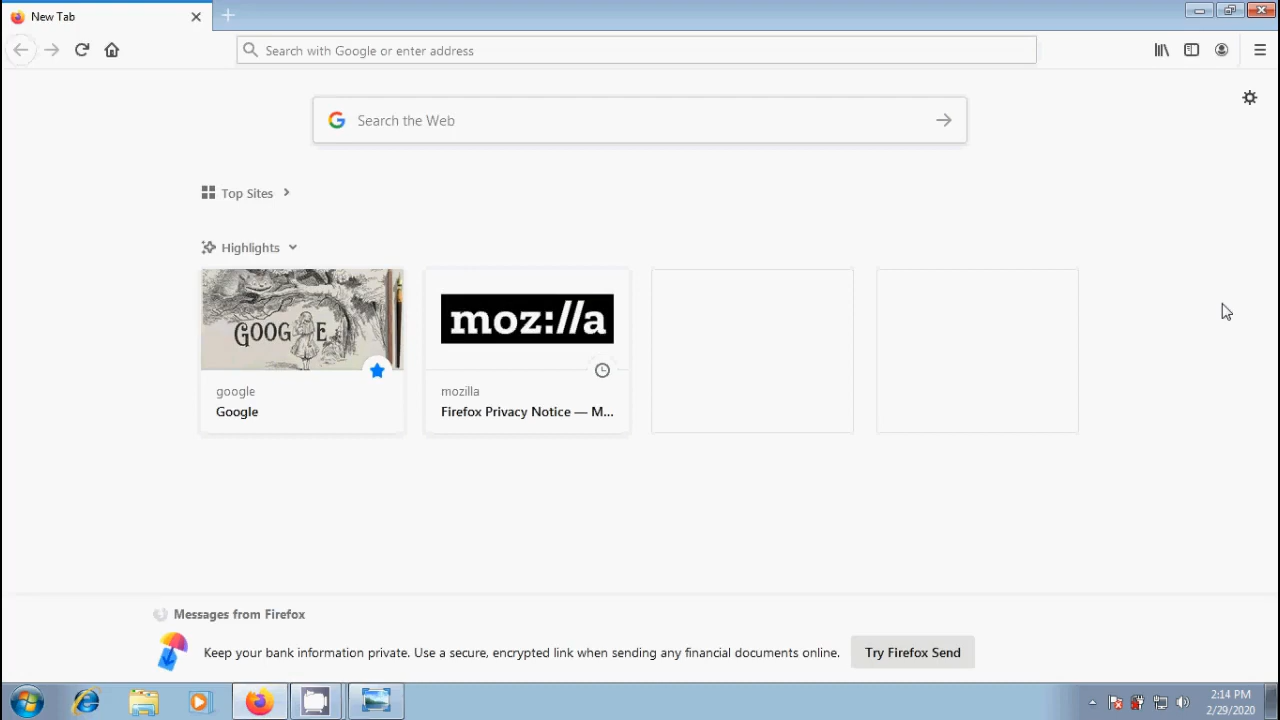 New Tab
Search with Google or enter address
Search the Web
Top Sites
Highlights
GOOGLE
moz://a
google
Google
mozilla
Firefox Privacy Notice — M...
Messages from Firefox
Keep your bank information private. Use a secure, encrypted link when sending any financial documents online.
Try Firefox Send
2:14 PM
2/29/2020